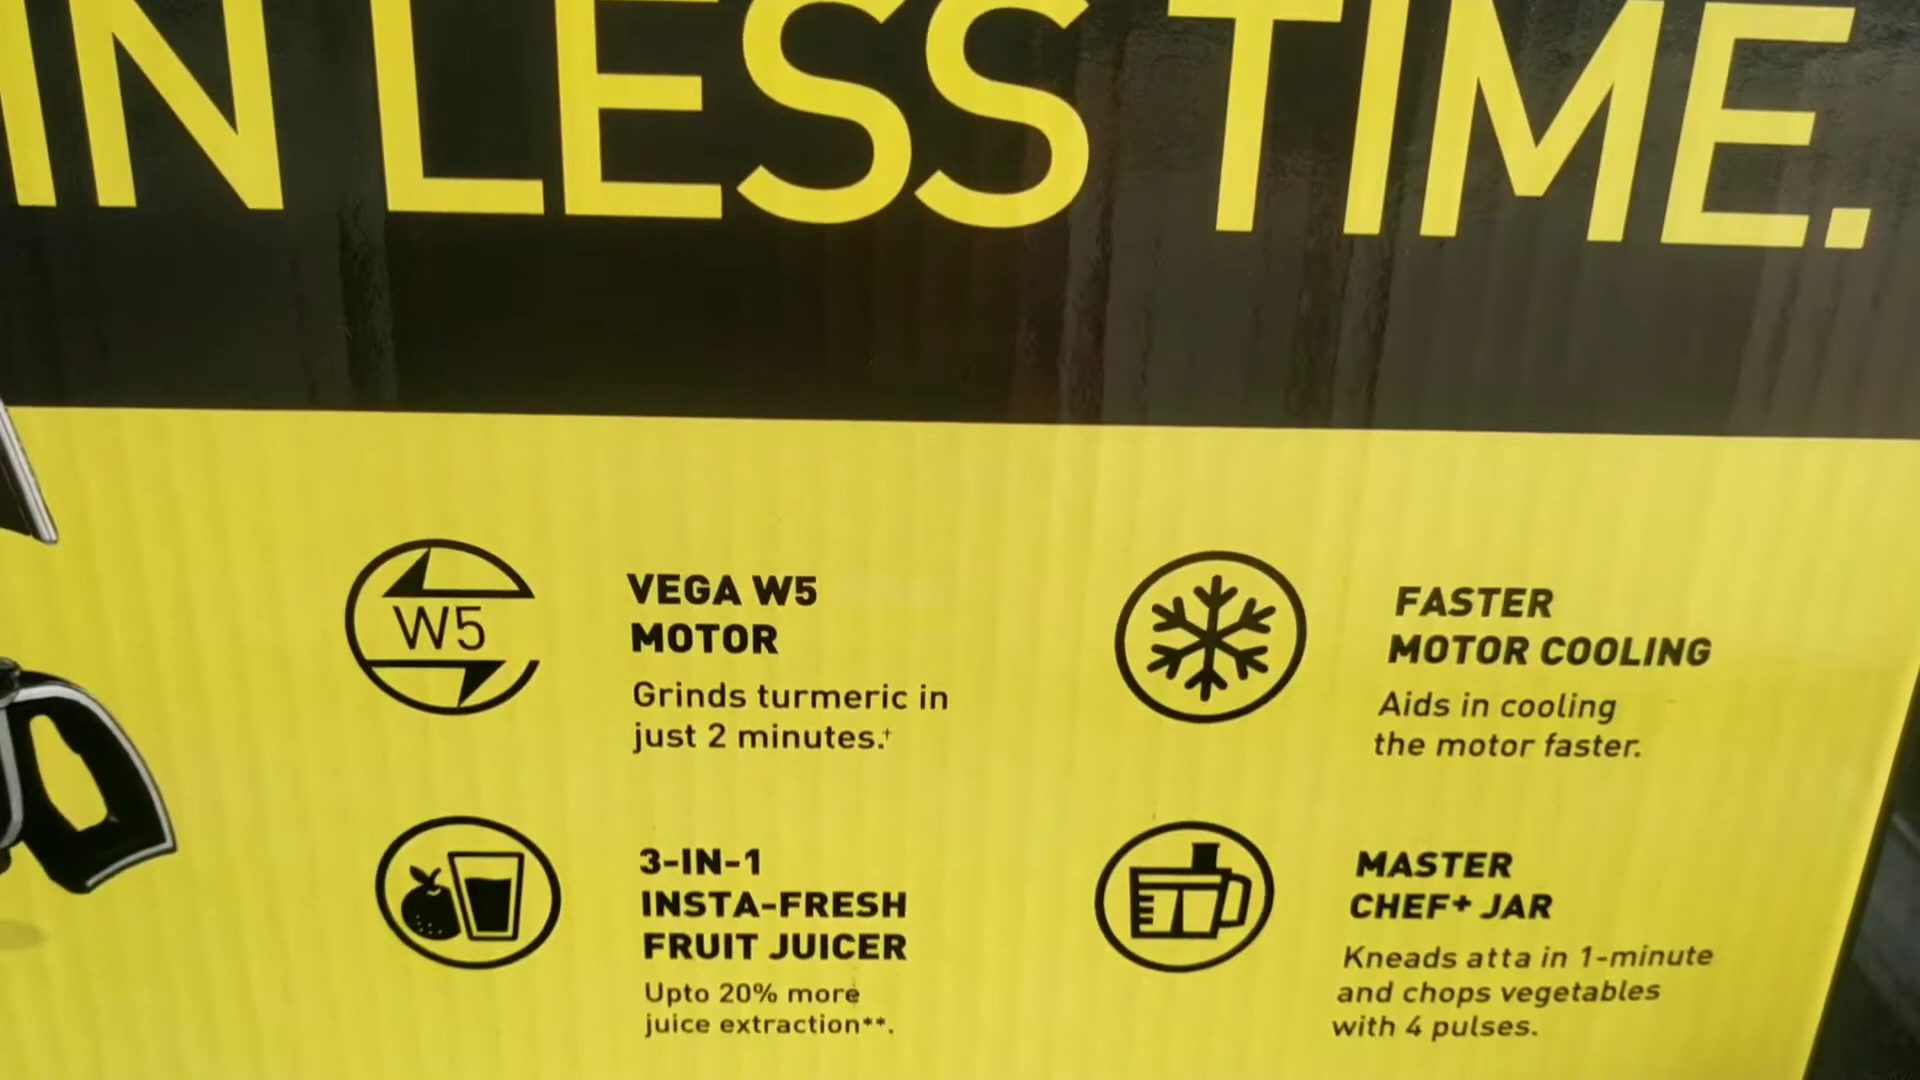 IN LESS TIME.
W5
VEGA W5
MOTOR
Grinds turmeric in
just 2 minutes.†
FASTER
MOTOR COOLING
Aids in cooling
the motor faster.
3-IN-1
INSTA-FRESH
FRUIT JUICER
Upto 20% more
juice extraction**.
MASTER
CHEF+ JAR
Kneads atta in 1-minute
and chops vegetables
with 4 pulses.